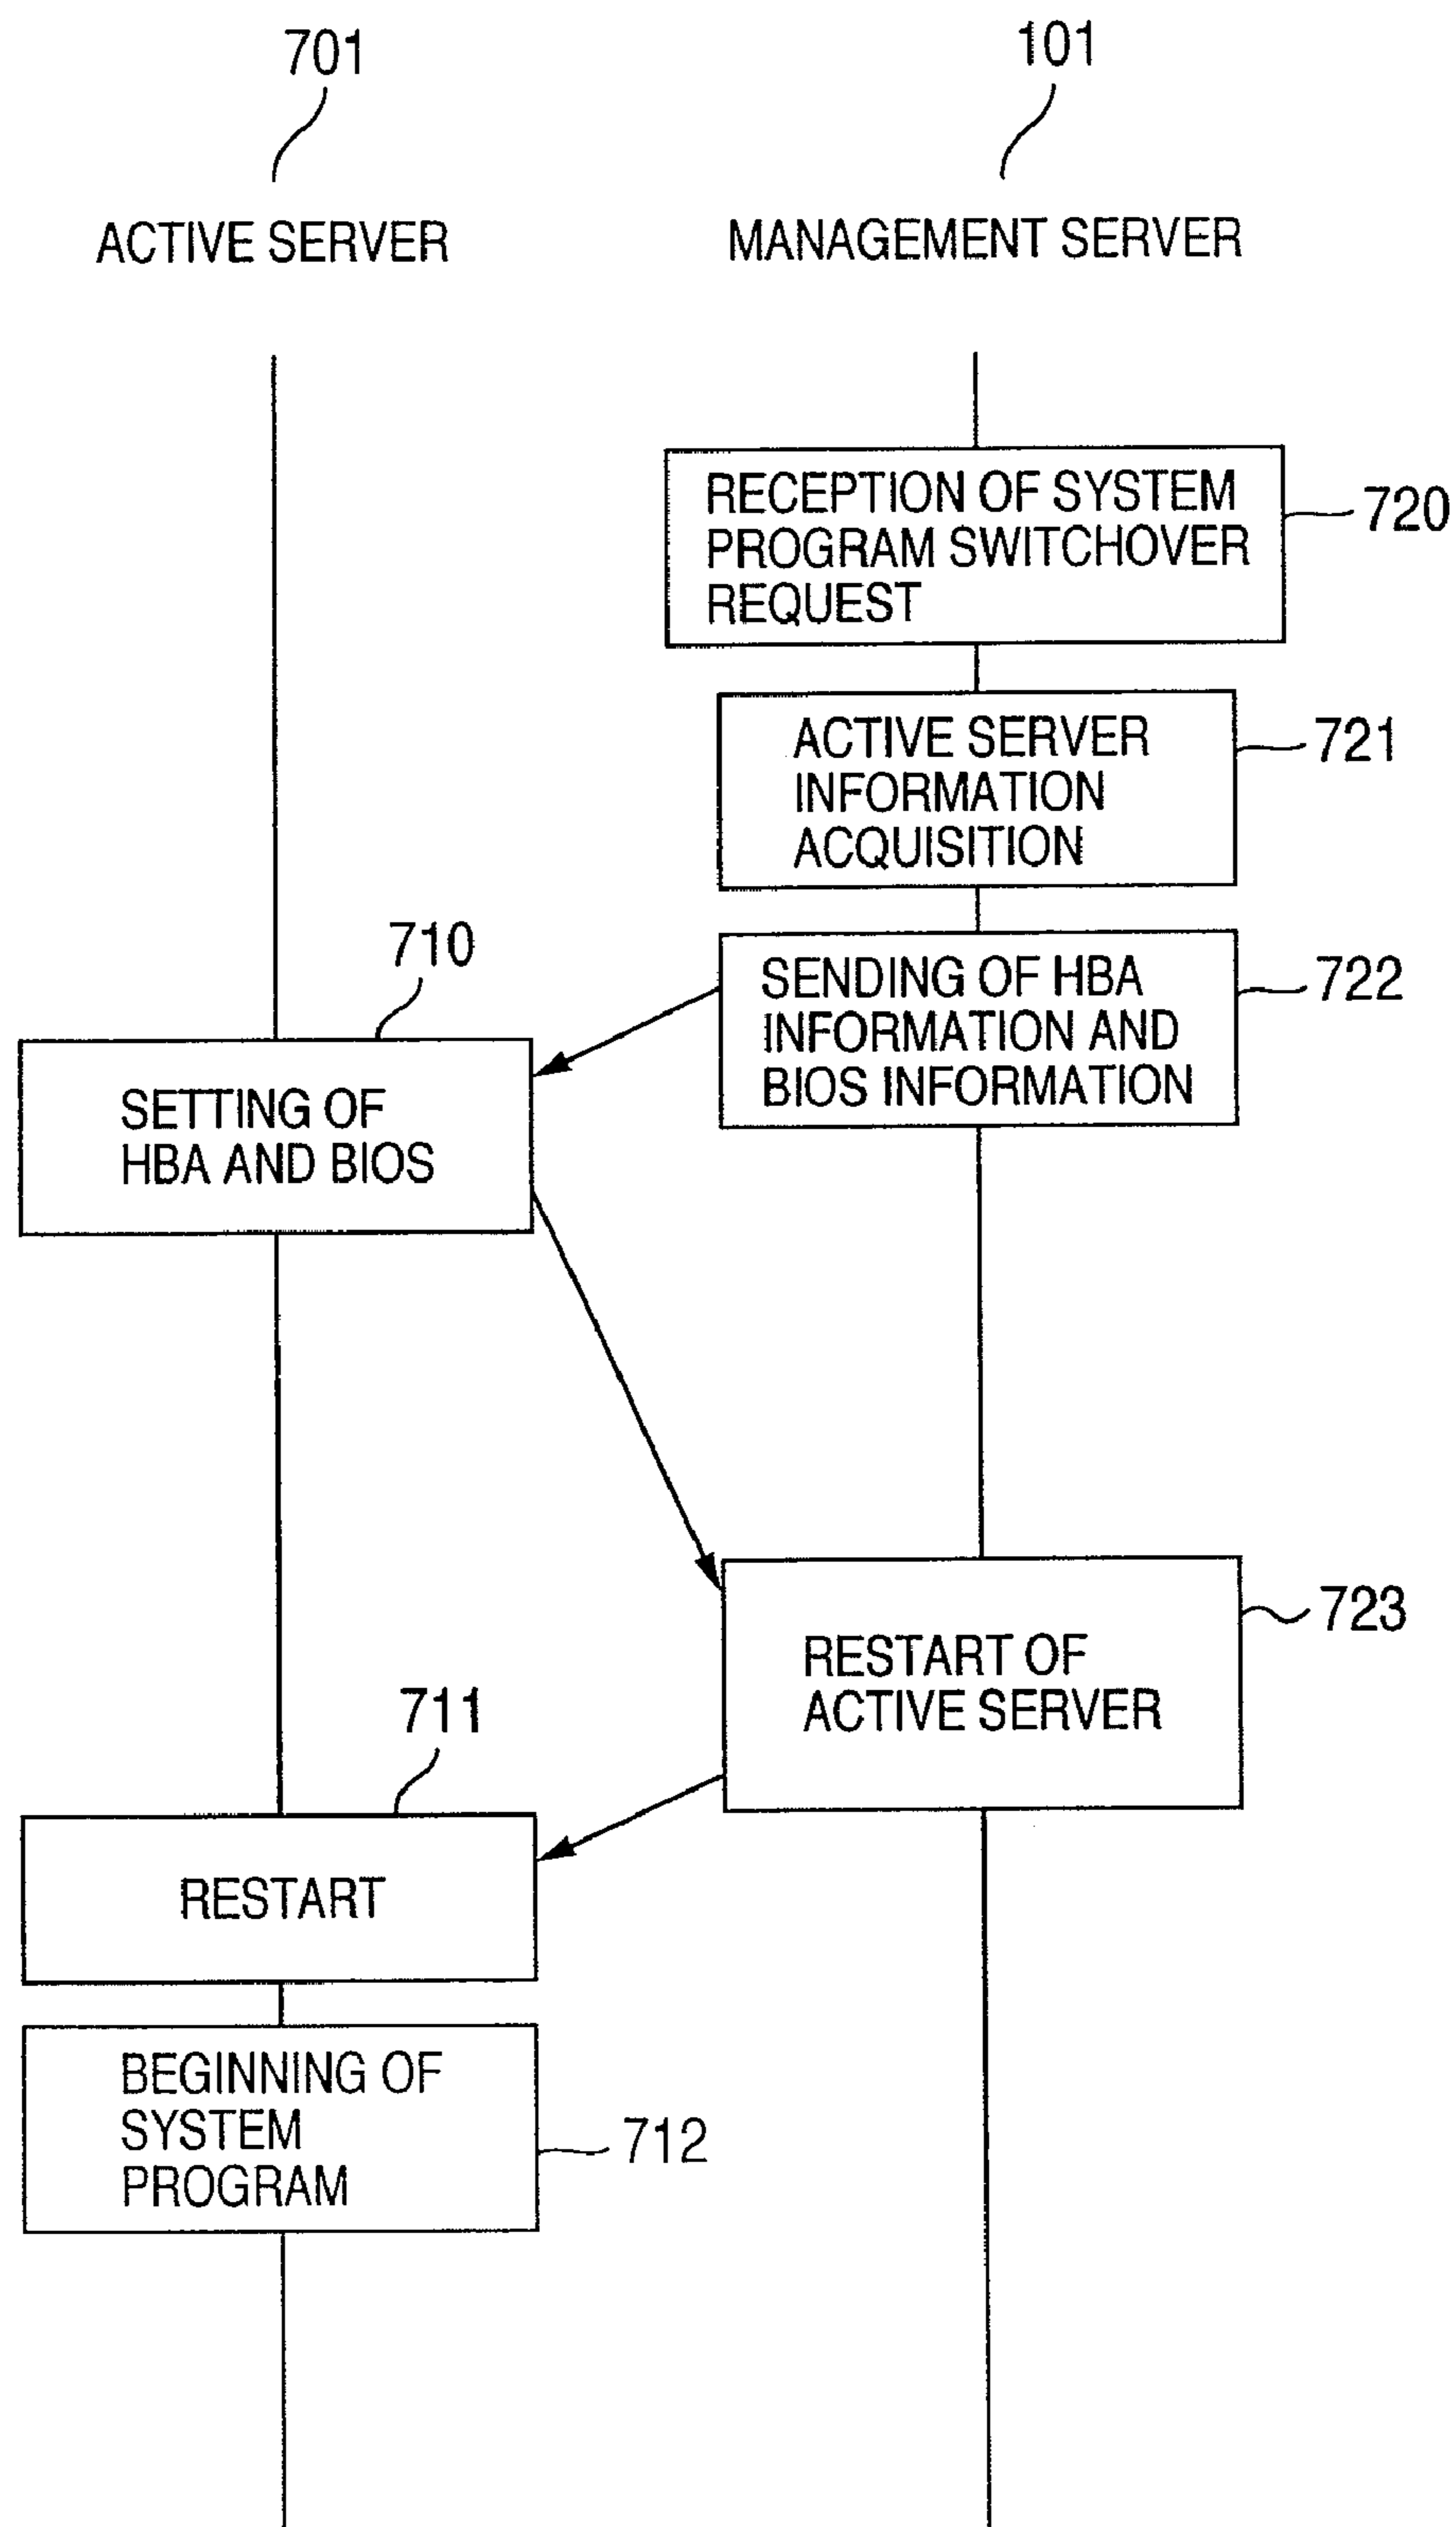 701
101
ACTIVE SERVER
MANAGEMENT SERVER
RECEPTION OF SYSTEM
PROGRAM SWITCHOVER
REQUEST
720
ACTIVE SERVER
INFORMATION
ACQUISITION
721
710
SENDING OF HBA
INFORMATION AND
BIOS INFORMATION
722
SETTING OF
HBA AND BIOS
RESTART OF
ACTIVE SERVER
723
711
RESTART
BEGINNING OF
SYSTEM
PROGRAM
712